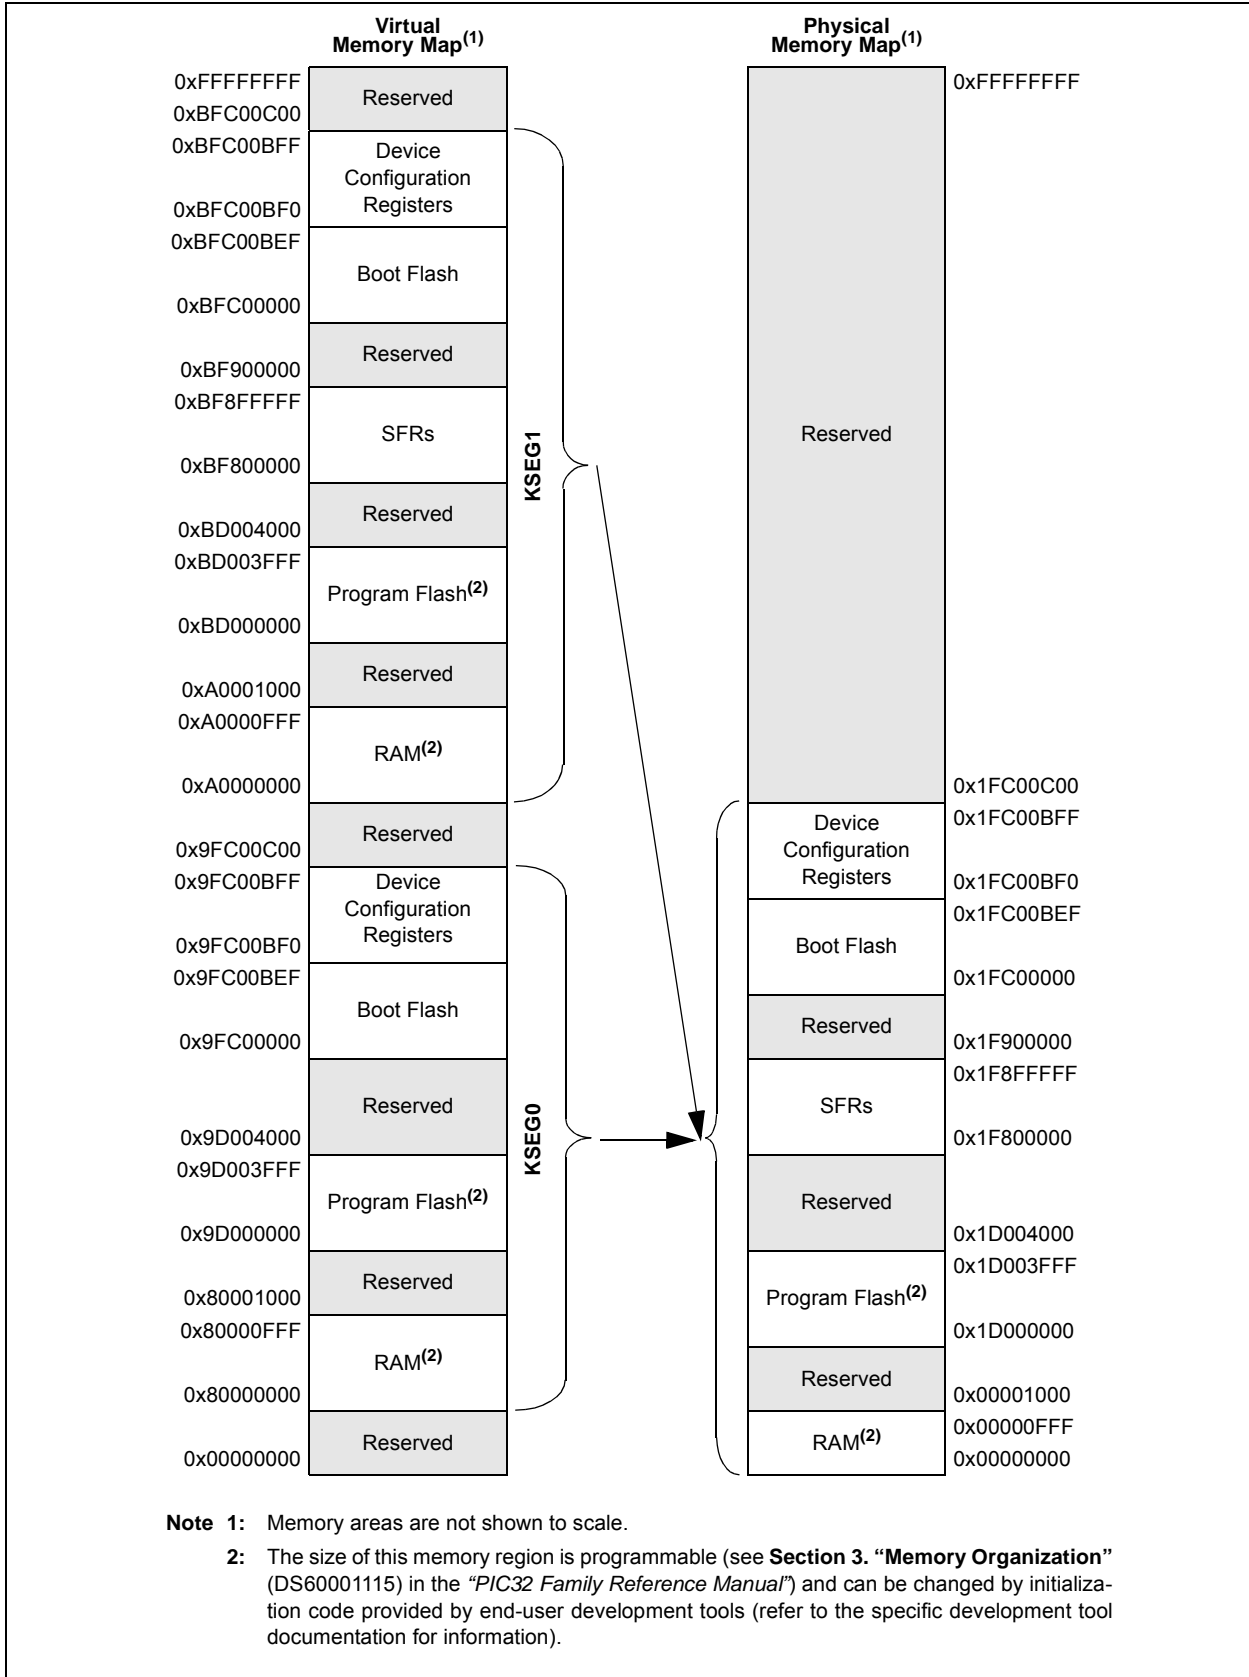 Virtual
Memory Map(1)
0xFFFFFFFF
Reserved
0xBFC00C00
0xBFC00BFF
Device
Configuration
Registers
0xBFC00BF0
0xBFC00BEF
Boot Flash
0xBFC00000
Reserved
0xBF900000
0xBF8FFFFF
SFRs
0xBF800000
Reserved
0xBD004000
0xBD003FFF
Program Flash(2)
0xBD000000
Reserved
0xA0001000
0xA0000FFF
RAM(2)
0xA0000000
KSEG1
Reserved
0x9FC00C00
0x9FC00BFF
Device
Configuration
Registers
0x9FC00BF0
0x9FC00BEF
Boot Flash
0x9FC00000
Reserved
0x9D004000
0x9D003FFF
Program Flash(2)
0x9D000000
Reserved
0x80001000
0x80000FFF
RAM(2)
0x80000000
KSEG0
Reserved
0x00000000
Physical
Memory Map(1)
0xFFFFFFFF
Reserved
0x1FC00C00
0x1FC00BFF
Device
Configuration
Registers
0x1FC00BF0
0x1FC00BEF
Boot Flash
0x1FC00000
Reserved
0x1F900000
0x1F8FFFFF
SFRs
0x1F800000
Reserved
0x1D004000
0x1D003FFF
Program Flash(2)
0x1D000000
Reserved
0x00001000
0x00000FFF
RAM(2)
0x00000000
Note 1: Memory areas are not shown to scale.
2: The size of this memory region is programmable (see Section 3. “Memory Organization”
(DS60001115) in the “PIC32 Family Reference Manual”) and can be changed by initializa-
tion code provided by end-user development tools (refer to the specific development tool
documentation for information).